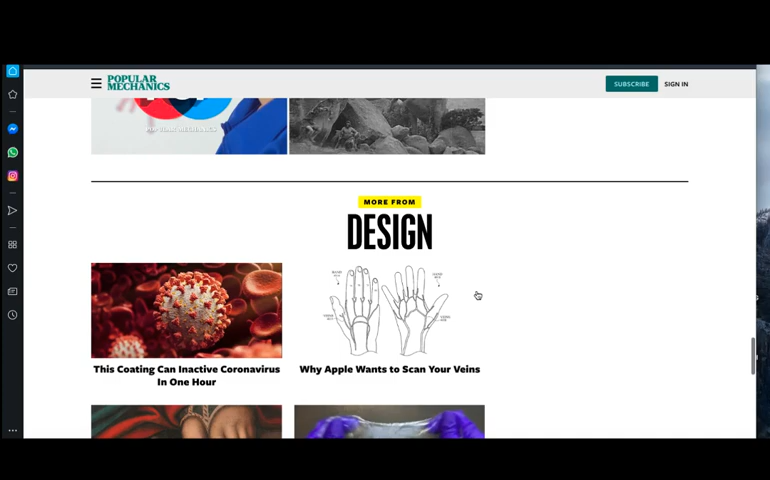 POPULAR
MECHANICS
SUBSCRIBE
SIGN IN
MORE FROM
DESIGN
This Coating Can Inactive Coronavirus
In One Hour
Why Apple Wants to Scan Your Veins